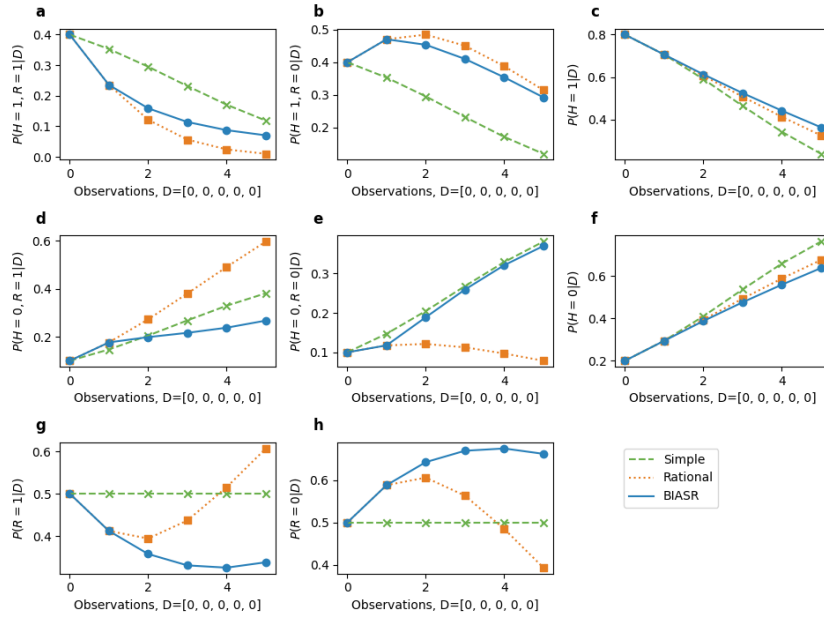 a
b
c
0.4
0.3
0.2
0.1
0.0
P(H = 1, R = 1|D)
0 2 4
Observations, D=[0, 0, 0, 0, 0]
0.5
0.4
0.3
0.2
P(H = 1, R = 0|D)
0 2 4
Observations, D=[0, 0, 0, 0, 0]
0.8
0.6
0.4
P(H = 1|D)
0 2 4
Observations, D=[0, 0, 0, 0, 0]
d
e
f
0.6
0.4
0.2
P(H = 0, R = 1|D)
0 2 4
Observations, D=[0, 0, 0, 0, 0]
0.3
0.2
0.1
P(H = 0, R = 0|D)
0 2 4
Observations, D=[0, 0, 0, 0, 0]
0.6
0.4
0.2
P(H = 0|D)
0 2 4
Observations, D=[0, 0, 0, 0, 0]
g
h
0.6
0.5
0.4
P(R = 1|D)
0 2 4
Observations, D=[0, 0, 0, 0, 0]
0.6
0.5
0.4
P(R = 0|D)
0 2 4
Observations, D=[0, 0, 0, 0, 0]
Simple
Rational
BIASR